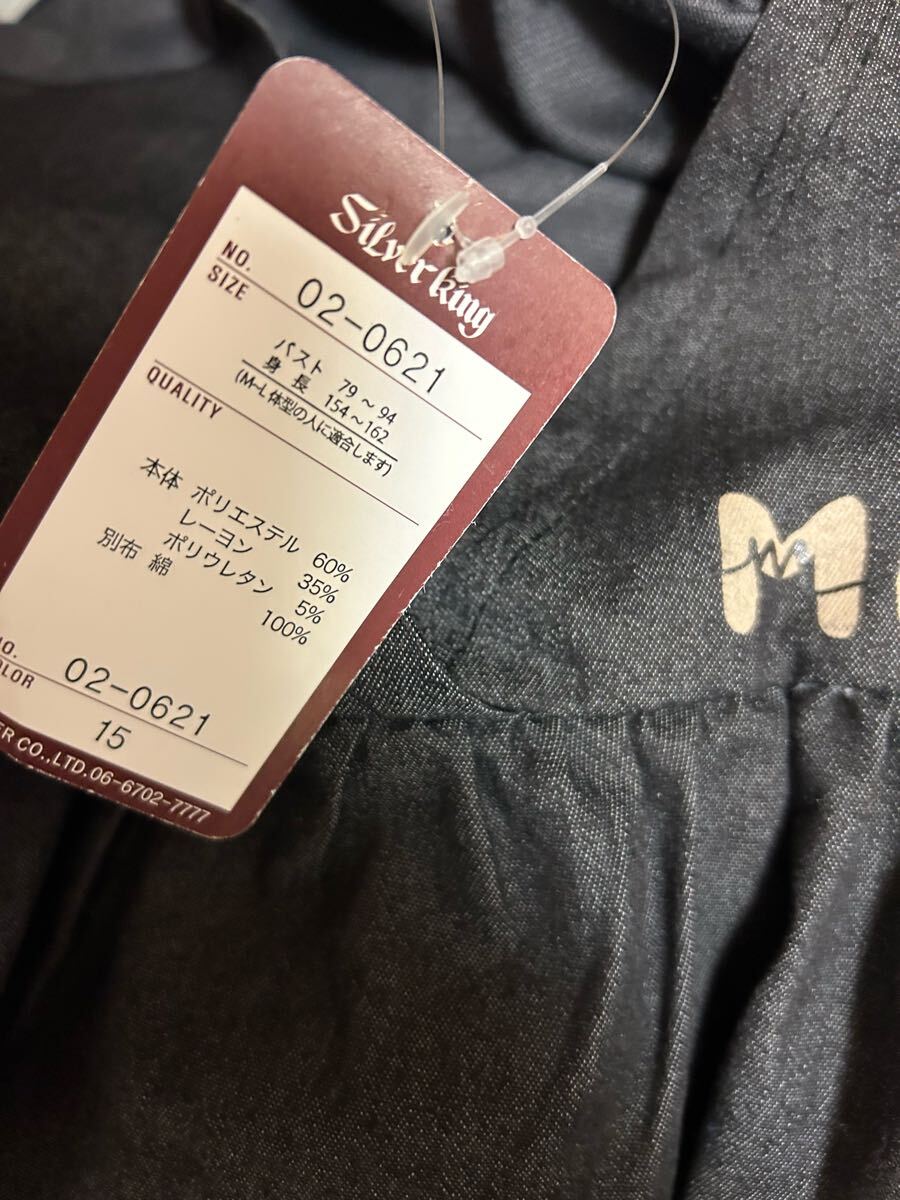 Silver king
NO. 02-0621
SIZE
バスト 79～94
身長 154～162
(M~L体型の人に適合します)
QUALITY
本体 ポリエステル 60%
レーヨン 35%
ポリウレタン 5%
別布 綿 100%
02-0621
15
CO.,LTD.06-6702-7777
M